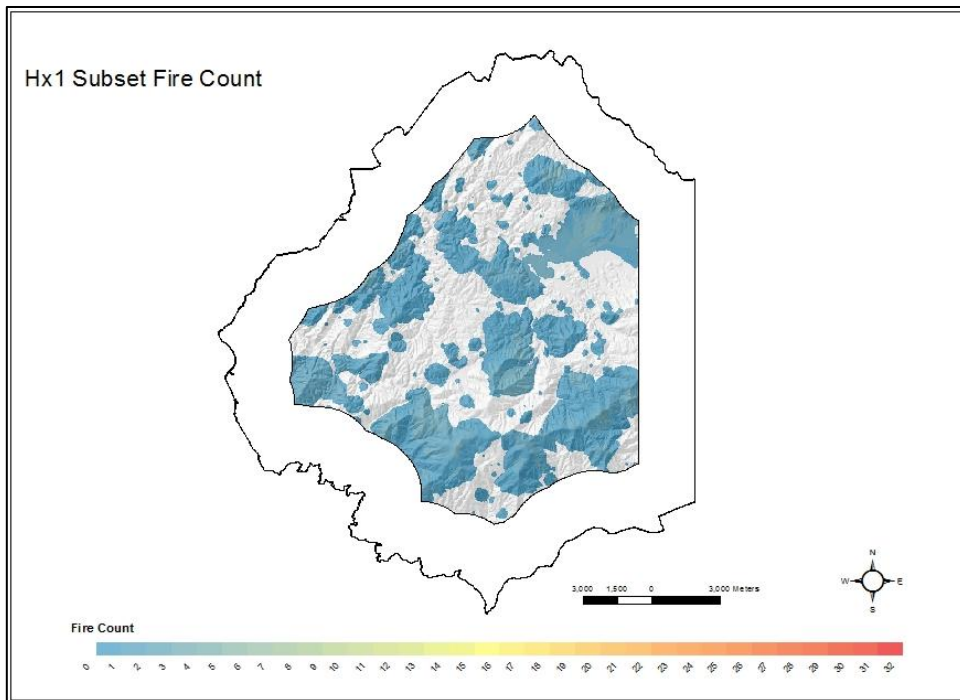 Hx1 Subset Fire Count
N
W E
S
3,000 1,500 0 3,000 Meters
Fire Count
0 1 2 3 4 5 6 7 8 9 10 11 12 13 14 15 16 17 18 19 20 21 22 23 24 25 26 27 28 29 30 31 32